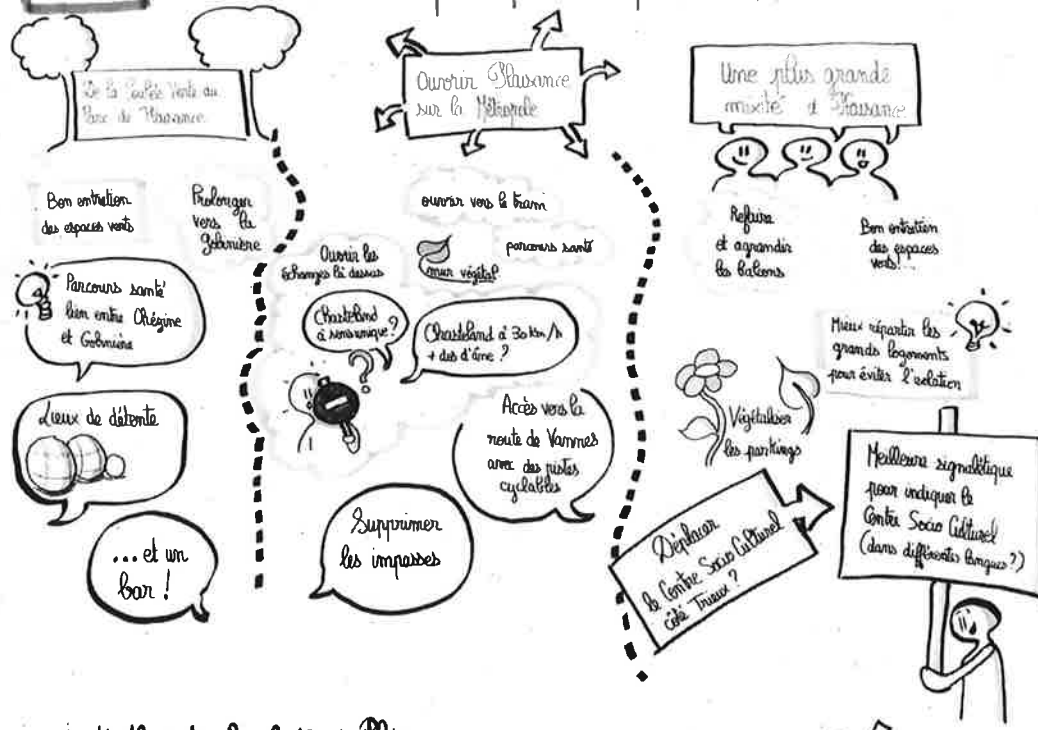 De la Coulée Verte au
Parc de Plaisance
Bon entretien
des espaces verts
Prolonger
vers la
Parcours santé
lien entre Chézine
et
Lieux de détente
... et un
bar !
Ouvrir Plaisance
sur la Métropole
ouvrir vers le tram
Ouvrir les
échanges là dessus
mur végétal
parcours santé
Chasteland
à sens unique ?
Chasteland à 30 km/h
+ des d'âne ?
Accès vers la
route de Vannes
avec des pistes
cyclables
Supprimer
les impasses
Une plus grande
mixité à Plaisance
Refaire
et agrandir
les balcons
Bon entretien
des espaces
verts!...
Mieux répartir les
grands logements
pour éviter l'isolation
Végétaliser
les parkings
Déplacer
le Centre Socio Culturel
côté Trieux ?
Meilleure signalétique
pour indiquer le
Centre Socio Culturel
(dans différentes langues ?)